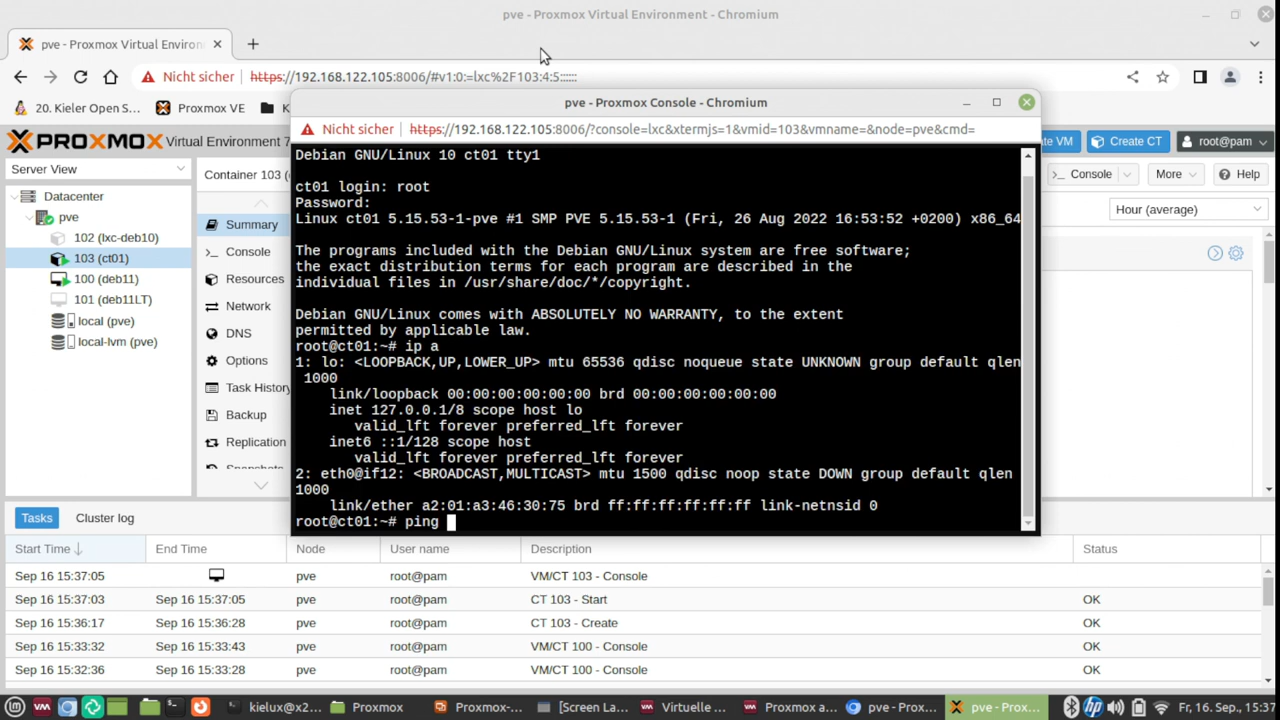 pve - Proxmox Virtual Environment - Chromium
pve - Proxmox Virtual Environ
Nicht sicher https://192.168.122.105:8006/#v1:0:=lxc%2F103:4:5::::::
20. Kieler Open S... Proxmox VE K
PROXMOX Virtual Environment 7
te VM Create CT root@pam
pve - Proxmox Console - Chromium
Nicht sicher https://192.168.122.105:8006/?console=lxc&xtermjs=1&vmid=103&vmname=&node=pve&cmd=
Server View
Container 103 (
Console More Help
Hour (average)
Datacenter
pve
102 (lxc-deb10)
103 (ct01)
100 (deb11)
101 (deb11LT)
local (pve)
local-lvm (pve)
Summary
Console
Resources
Network
DNS
Options
Task History
Backup
Replication
Snapshots
Debian GNU/Linux 10 ct01 tty1
ct01 login: root
Password:
Linux ct01 5.15.53-1-pve #1 SMP PVE 5.15.53-1 (Fri, 26 Aug 2022 16:53:52 +0200) x86_64
The programs included with the Debian GNU/Linux system are free software;
the exact distribution terms for each program are described in the
individual files in /usr/share/doc/*/copyright.
Debian GNU/Linux comes with ABSOLUTELY NO WARRANTY, to the extent
permitted by applicable law.
root@ct01:~# ip a
1: lo: <LOOPBACK,UP,LOWER_UP> mtu 65536 qdisc noqueue state UNKNOWN group default qlen
1000
link/loopback 00:00:00:00:00:00 brd 00:00:00:00:00:00
inet 127.0.0.1/8 scope host lo
valid_lft forever preferred_lft forever
inet6 ::1/128 scope host
valid_lft forever preferred_lft forever
2: eth0@if12: <BROADCAST,MULTICAST> mtu 1500 qdisc noop state DOWN group default qlen
1000
link/ether a2:01:a3:46:30:75 brd ff:ff:ff:ff:ff:ff link-netnsid 0
root@ct01:~# ping
Tasks Cluster log
Start Time End Time Node User name Description Status
Sep 16 15:37:05 pve root@pam VM/CT 103 - Console
Sep 16 15:37:03 Sep 16 15:37:05 pve root@pam CT 103 - Start OK
Sep 16 15:36:17 Sep 16 15:36:28 pve root@pam CT 103 - Create OK
Sep 16 15:33:32 Sep 16 15:33:43 pve root@pam VM/CT 100 - Console OK
Sep 16 15:32:36 Sep 16 15:33:28 pve root@pam VM/CT 100 - Console OK
kielux@x2... Proxmox Proxmox-... [Screen La... Virtuelle ... Proxmox a... pve - Prox... pve - Prox... Fr, 16. Sep., 15:37